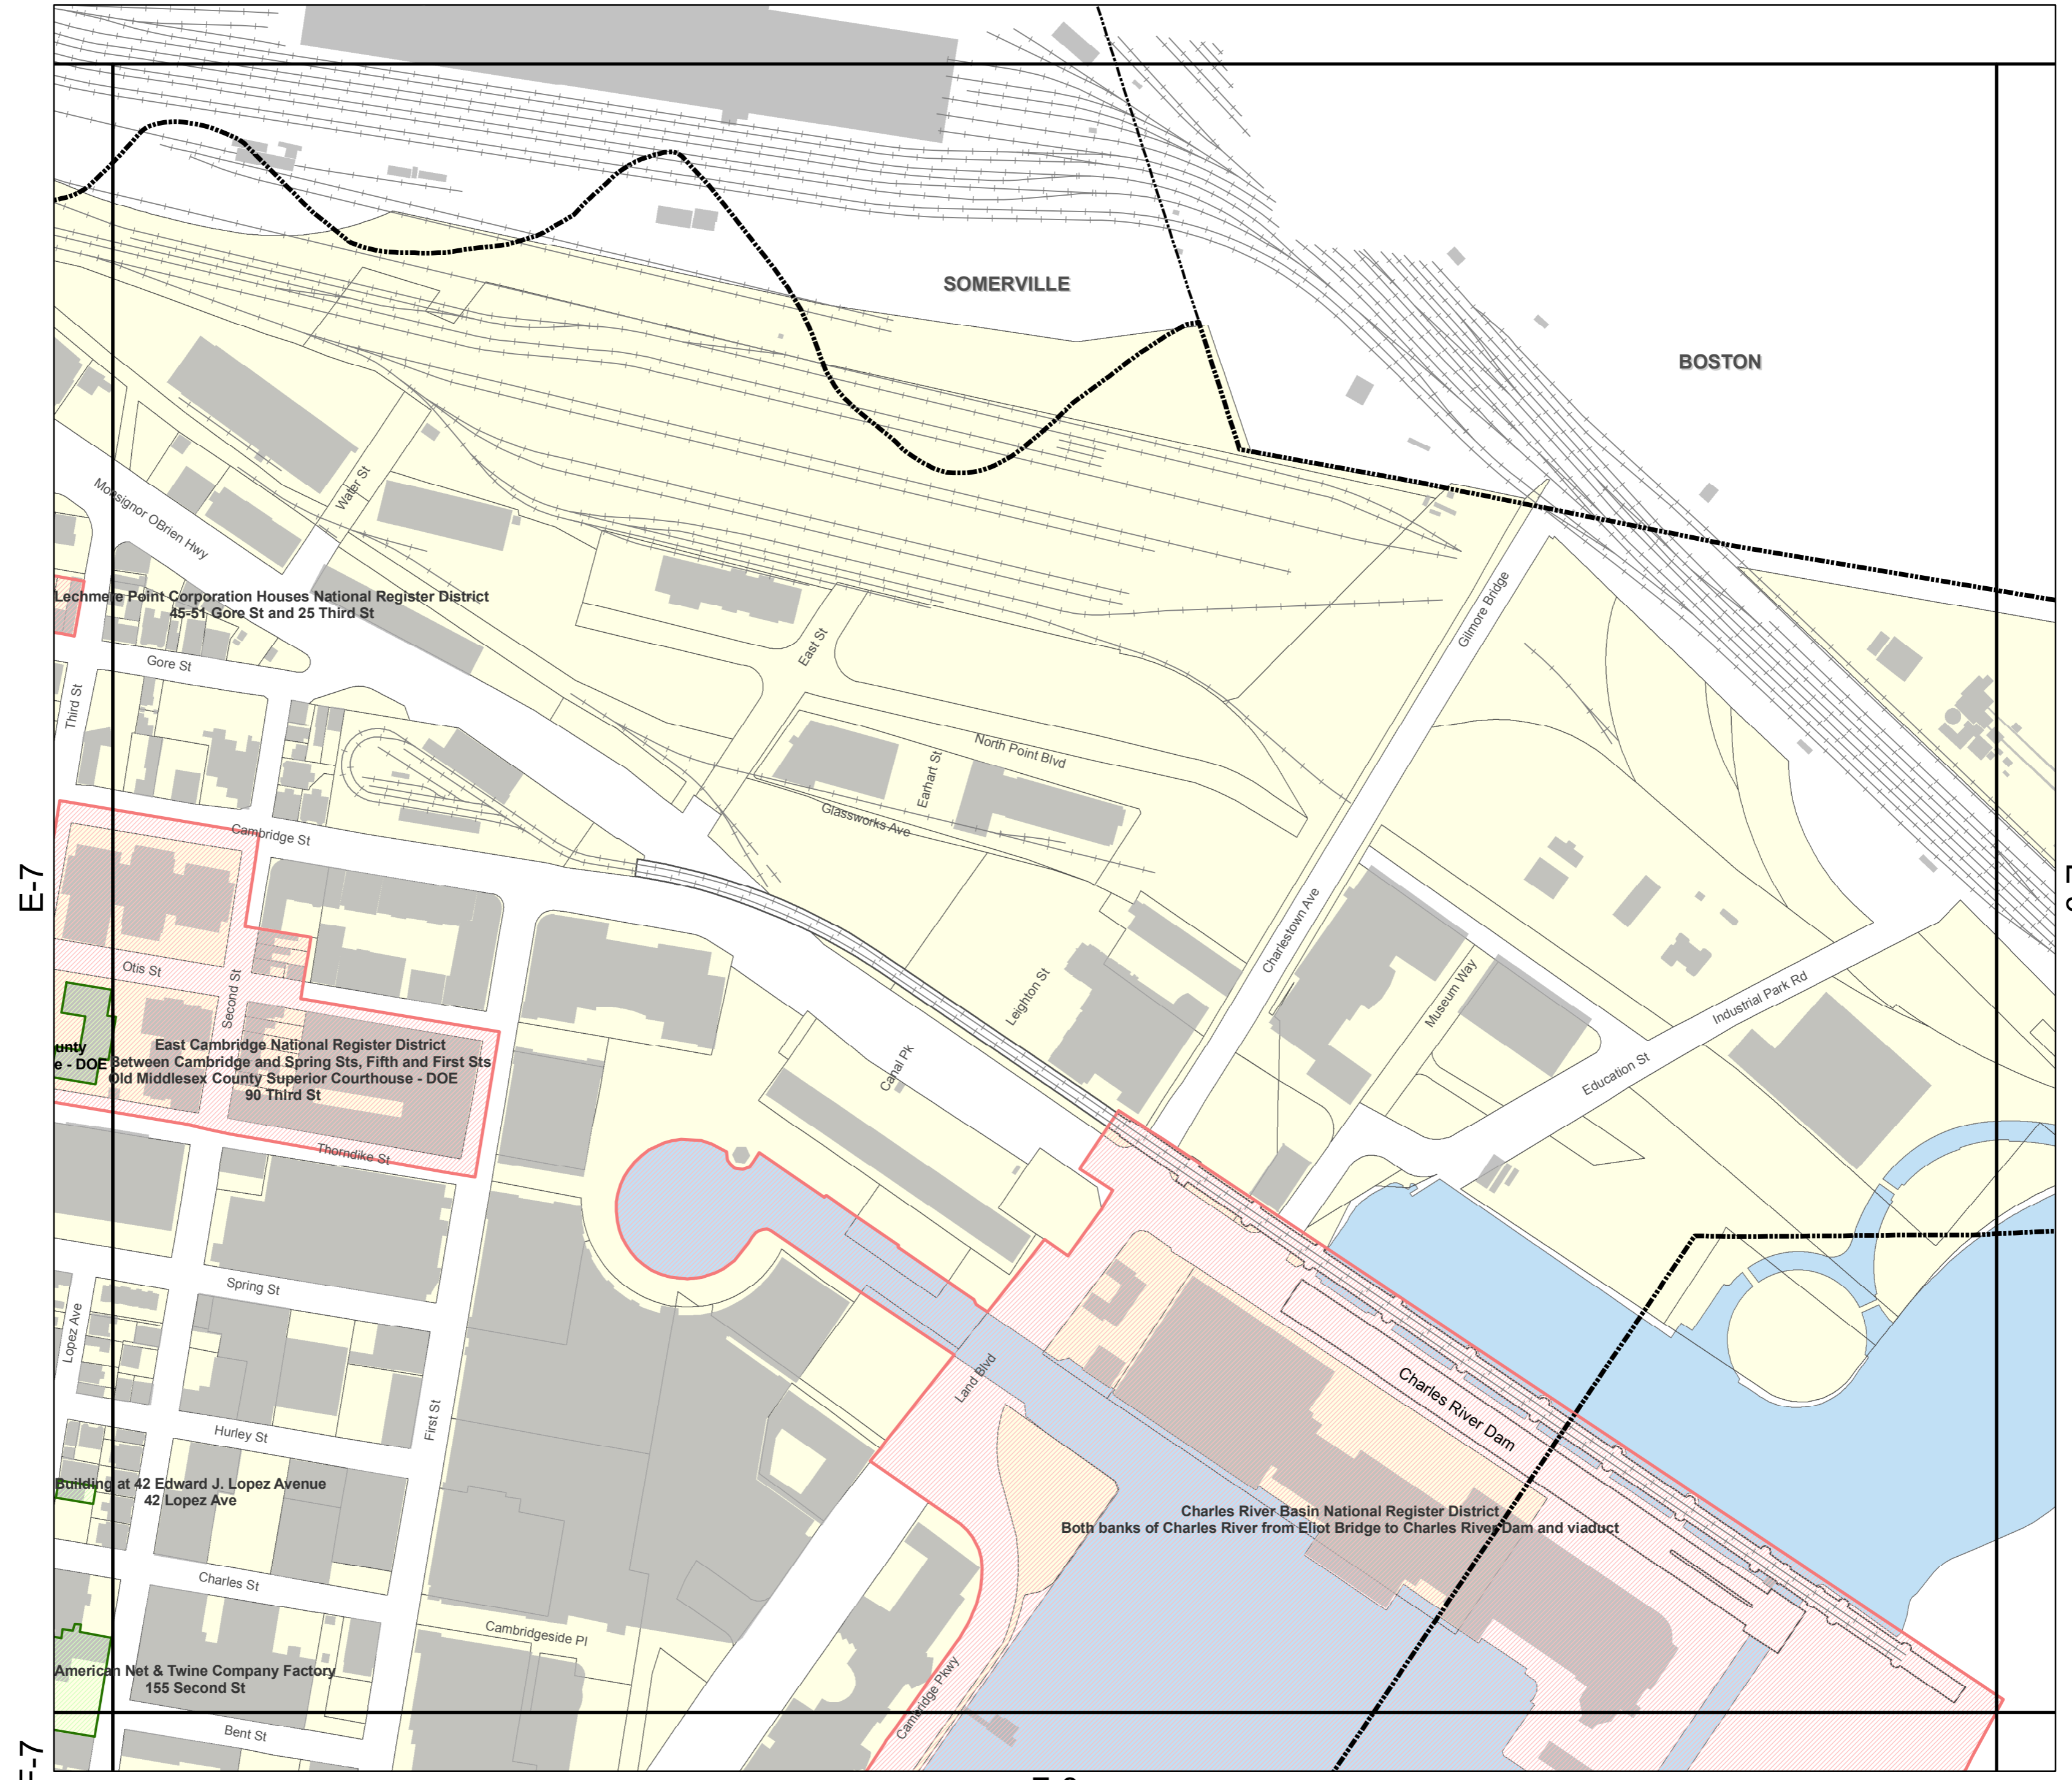 SOMERVILLE
BOSTON
Monsignor OBrien Hwy
Water St
Lechmere Point Corporation Houses National Register District
45-51 Gore St and 25 Third St
Gilmore Bridge
East St
Gore St
Third St
North Point Blvd
Earhart St
Glassworks Ave
Cambridge St
E-7
Charlestown Ave
Otis St
Second St
Leighton St
Museum Way
Industrial Park Rd
East Cambridge National Register District
Between Cambridge and Spring Sts, Fifth and First Sts
Old Middlesex County Superior Courthouse - DOE
90 Third St
unty
e - DOE
Canal Pk
Education St
Thorndike St
Spring St
Lopez Ave
Land Blvd
Charles River Dam
First St
Hurley St
Building at 42 Edward J. Lopez Avenue
42 Lopez Ave
Charles River Basin National Register District
Both banks of Charles River from Eliot Bridge to Charles River Dam and viaduct
Charles St
Cambridgeside Pl
American Net & Twine Company Factory
155 Second St
Cambridge Pkwy
Bent St